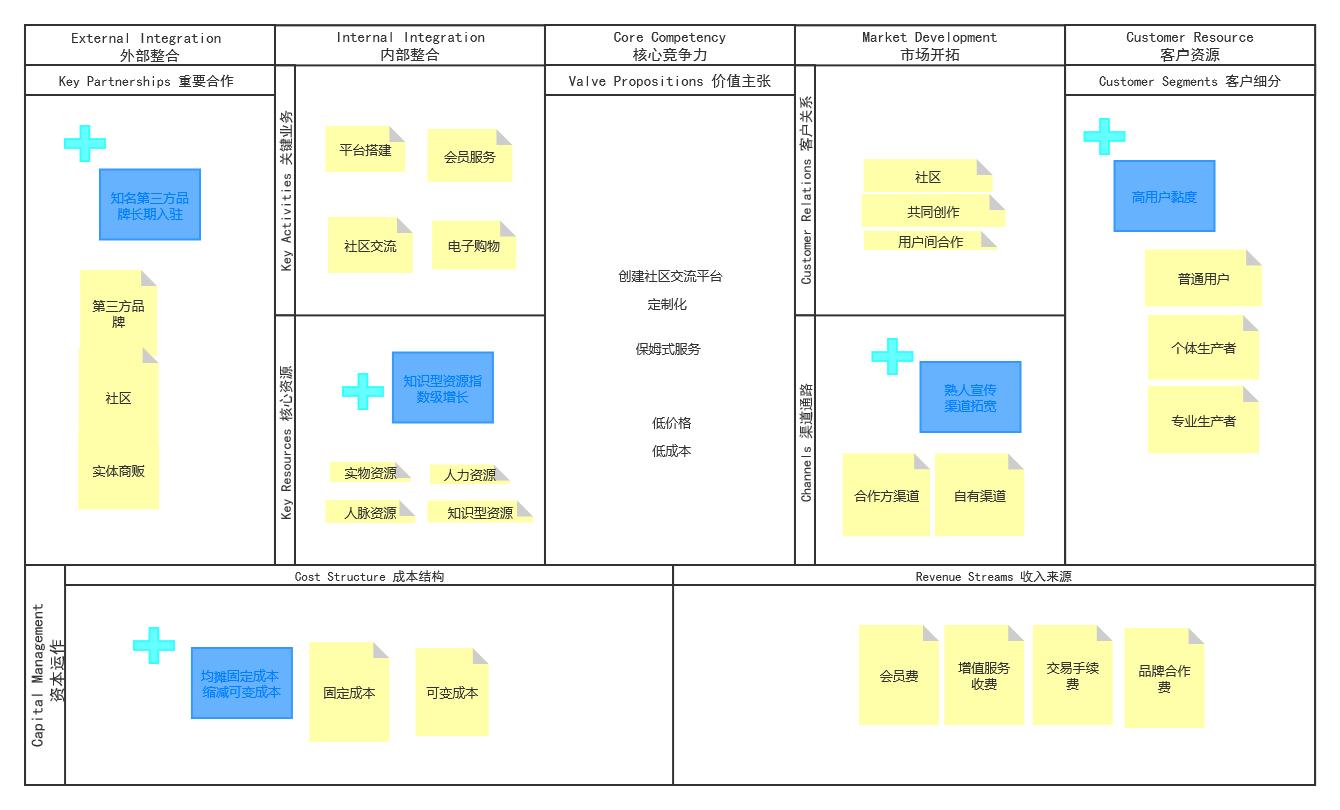 External Integration
外部整合
Internal Integration
内部整合
Core Competency
核心竞争力
Market Development
市场开拓
Customer Resource
客户资源
Key Partnerships 重要合作
知名第三方品
牌长期入驻
第三方品
牌
社区
实体商贩
Key Activities 关键业务
平台搭建
会员服务
社区交流
电子购物
Key Resources 核心资源
知识型资源指
数级增长
实物资源
人力资源
人脉资源
知识型资源
Valve Propositions 价值主张
创建社区交流平台
定制化
保姆式服务
低价格
低成本
Customer Relations 客户关系
社区
共同创作
用户间合作
Channels 渠道通路
熟人宣传
渠道拓宽
合作方渠道
自有渠道
Customer Segments 客户细分
高用户黏度
普通用户
个体生产者
专业生产者
Capital Management
资本运作
Cost Structure 成本结构
均摊固定成本
缩减可变成本
固定成本
可变成本
Revenue Streams 收入来源
会员费
增值服务
收费
交易手续
费
品牌合作
费